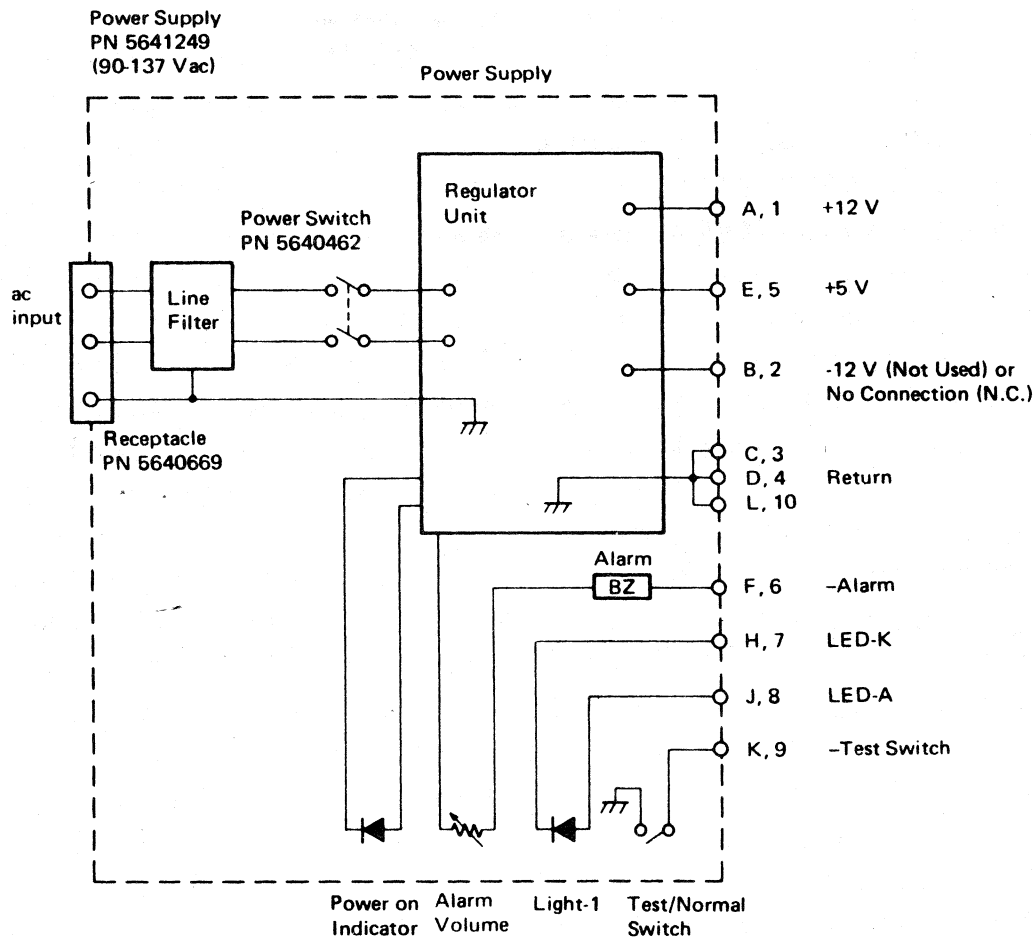 Power Supply
PN 5641249
(90-137 Vac)
Power Supply
Regulator
Unit
Power Switch
PN 5640462
A, 1 +12 V
ac
input
Line
Filter
E, 5 +5 V
B, 2 -12 V (Not Used) or
No Connection (N.C.)
Receptacle
PN 5640669
C, 3
D, 4 Return
L, 10
Alarm
BZ
F, 6 –Alarm
H, 7 LED-K
J, 8 LED-A
K, 9 –Test Switch
Power on
Indicator
Alarm
Volume
Light-1
Test/Normal
Switch